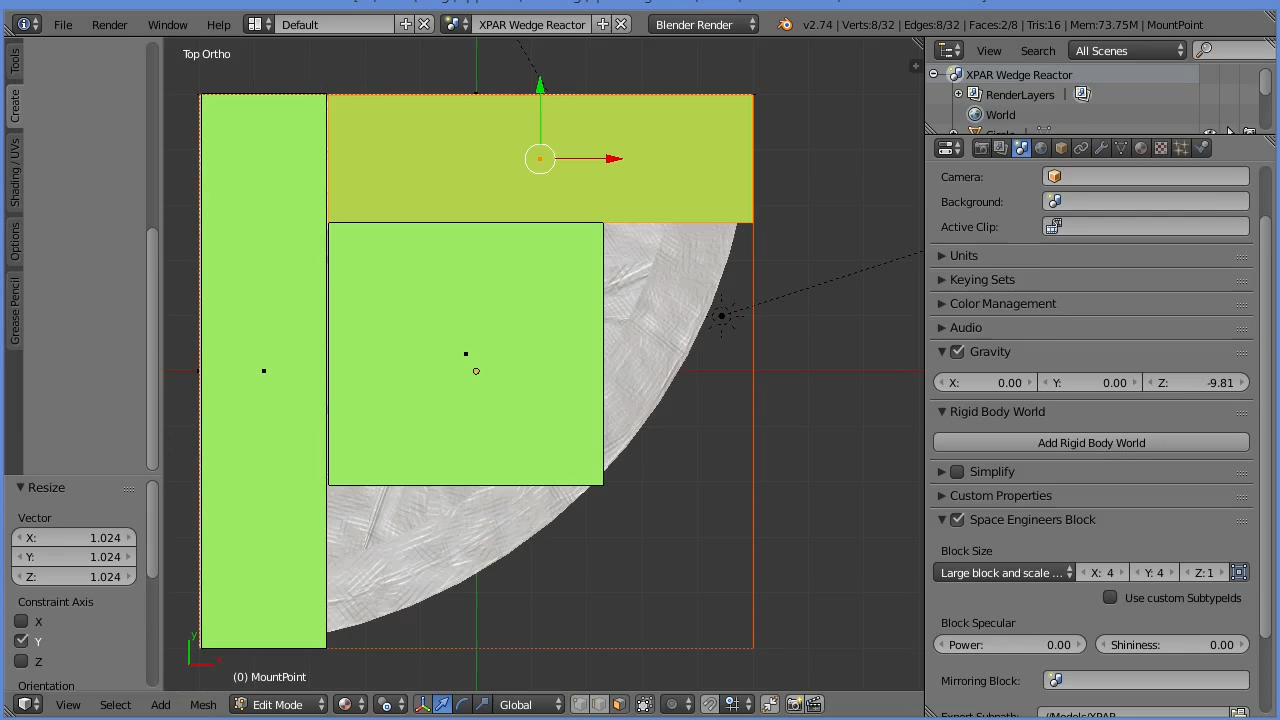 File Render Window Help Default XPAR Wedge Reactor Blender Render v2.74 | Verts:8/32 | Edges:8/32 | Faces:2/8 | Tris:16 | Mem:73.75M | MountPoint
Tools
Create
Shading / UVs
Options
Grease Pencil
Resize
Vector
X: 1.024
Y: 1.024
Z: 1.024
Constraint Axis
X
Y
Z
Orientation
Top Ortho
y
x
(0) MountPoint
View Select Add Mesh Edit Mode Global
View Search All Scenes
XPAR Wedge Reactor
RenderLayers |
World
Camera:
Background:
Active Clip:
Units
Keying Sets
Color Management
Audio
Gravity
X: 0.00 Y: 0.00 Z: -9.81
Rigid Body World
Add Rigid Body World
Simplify
Custom Properties
Space Engineers Block
Block Size
Large block and scale ... X: 4 Y: 4 Z: 1
Use custom SubtypeIds
Block Specular
Power: 0.00 Shininess: 0.00
Mirroring Block: